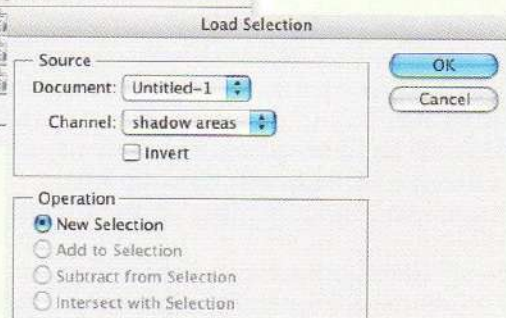 Load Selection
Source
OK
Document: Untitled-1
Cancel
Channel: shadow areas
Invert
Operation
New Selection
Add to Selection
Subtract from Selection
Intersect with Selection